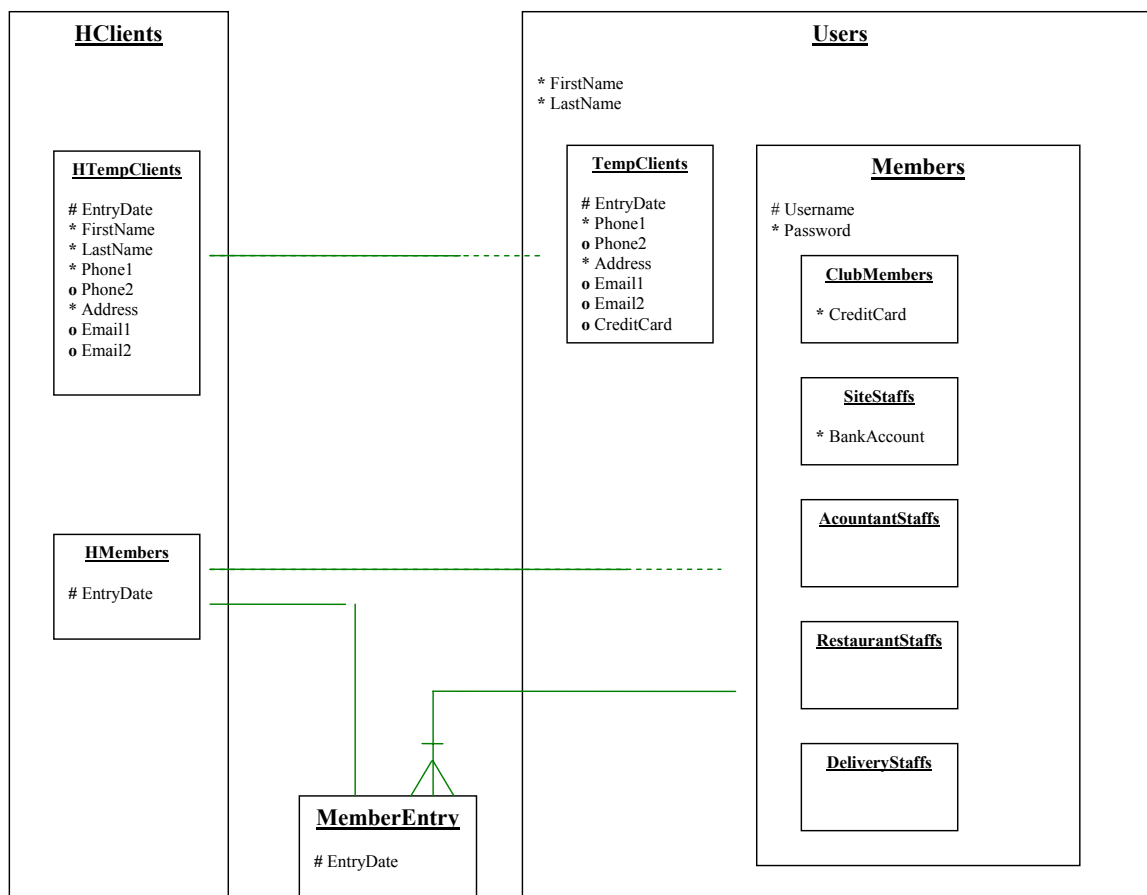 HClients
HTempClients
# EntryDate
* FirstName
* LastName
* Phone1
o Phone2
* Address
o Email1
o Email2
HMembers
# EntryDate
MemberEntry
# EntryDate
Users
* FirstName
* LastName
TempClients
# EntryDate
* Phone1
o Phone2
* Address
o Email1
o Email2
o CreditCard
Members
# Username
* Password
ClubMembers
* CreditCard
SiteStaffs
* BankAccount
AcountantStaffs
RestaurantStaffs
DeliveryStaffs